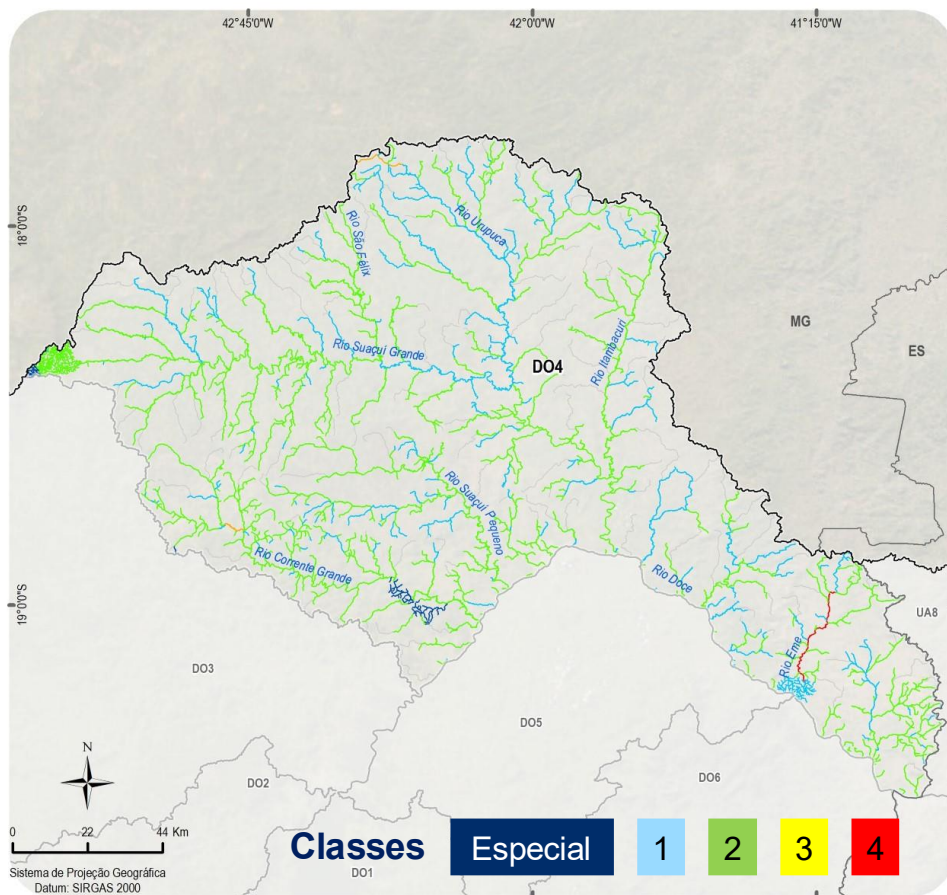 42°45'0"W 42°0'0"W 41°15'0"W
18°0'0"S
Rio Urupuca
Rio São Félix
MG
ES
Rio Suaçuí Grande
DO4
Rio Itambacuri
Rio Suaçuí Pequeno
Rio Corrente Grande
Rio Doce
19°0'0"S
UA8
Rio Eme
DO3
DO5
N
DO2
DO6
0 22 44 Km
Classes Especial 1 2 3 4
Sistema de Projeção Geográfica
Datum: SIRGAS 2000
DO1